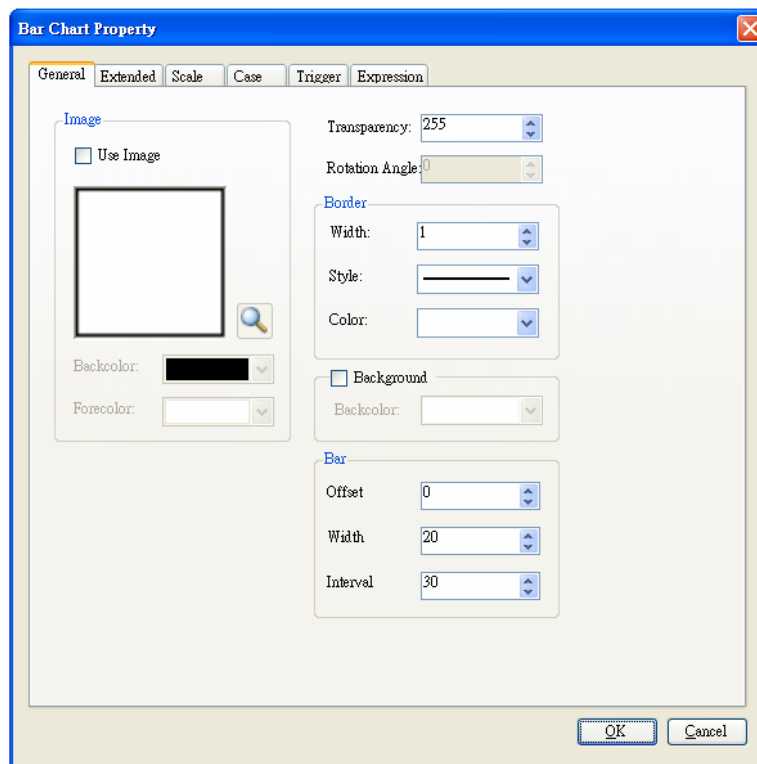 Bar Chart Property
General Extended Scale Case Trigger Expression
Image
Use Image
Backcolor:
Forecolor:
Transparency: 255
Rotation Angle: 0
Border
Width: 1
Style:
Color:
Background
Backcolor:
Bar
Offset 0
Width 20
Interval 30
OK Cancel